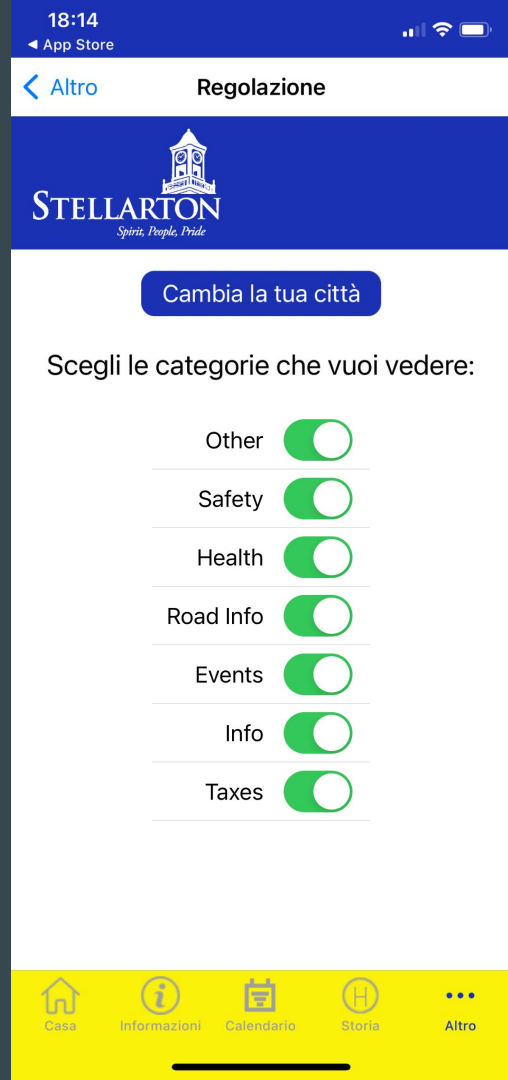 18:14
◀ App Store
Altro
Regolazione
STELLARTON
Spirit, People, Pride
Cambia la tua città
Scegli le categorie che vuoi vedere:
Other
Safety
Health
Road Info
Events
Info
Taxes
Casa
Informazioni
Calendario
Storia
Altro